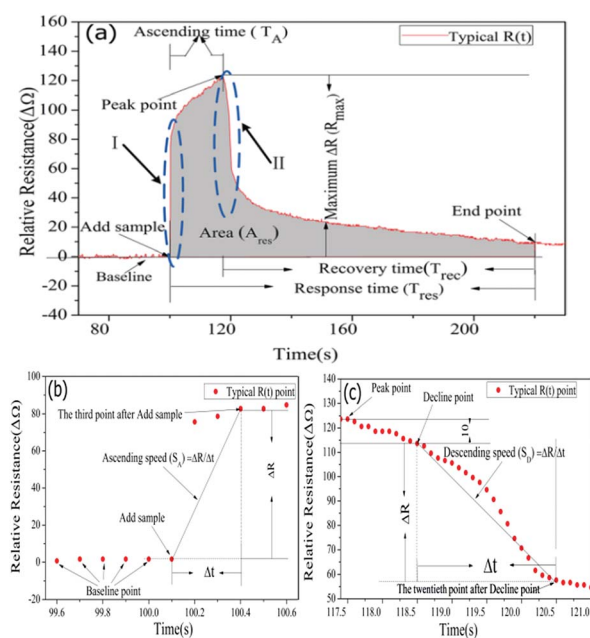 (a)
Ascending time ( T_A)
Typical R(t)
160
140
120
100
80
60
40
20
0
-20
-40
Relative Resistance(ΔΩ)
Peak point
I
II
Maximum ΔR (R_max)
End point
Add sample
Area (A_res)
Baseline
Recovery time(T_rec)
Response time (T_res)
80 120 160 200
Time(s)
(b)
Typical R(t) point
100
80
60
40
20
0
Relative Resistance(ΔΩ)
The third point after Add sample
Ascending speed (S_A)=ΔR/Δt
ΔR
Add sample
Δt
Baseline point
99.6 99.8 100.0 100.2 100.4 100.6
Time(s)
(c)
Typical R(t) point
140
130
120
110
100
90
80
70
60
50
Relative Resistance(ΔΩ)
Peak point
Decline point
10
Descending speed (S_D)=ΔR/Δt
ΔR
Δt
The twentieth point after Decline point
117.5 118.0 118.5 119.0 119.5 120.0 120.5 121.0
Time(s)